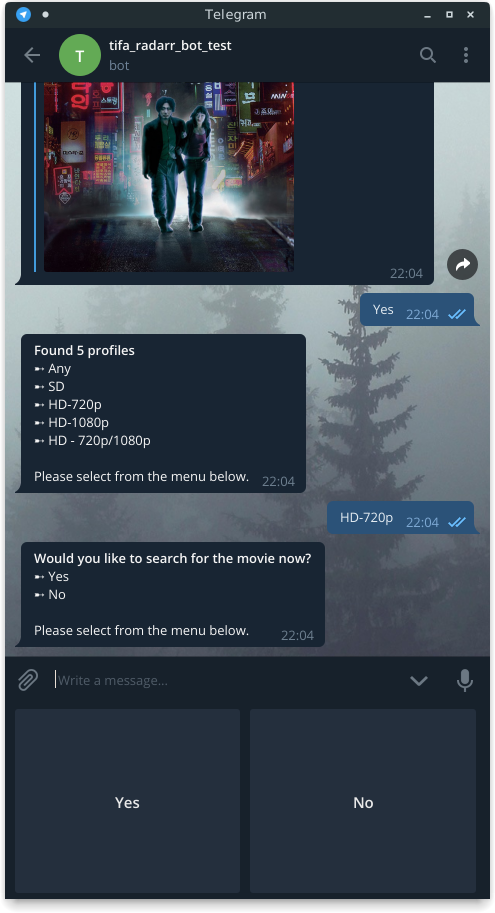 Telegram
T
tifa_radarr_bot_test
bot
22:04
Yes 22:04
Found 5 profiles
➸ Any
➸ SD
➸ HD-720p
➸ HD-1080p
➸ HD - 720p/1080p
Please select from the menu below. 22:04
HD-720p 22:04
Would you like to search for the movie now?
➸ Yes
➸ No
Please select from the menu below. 22:04
Write a message...
Yes
No